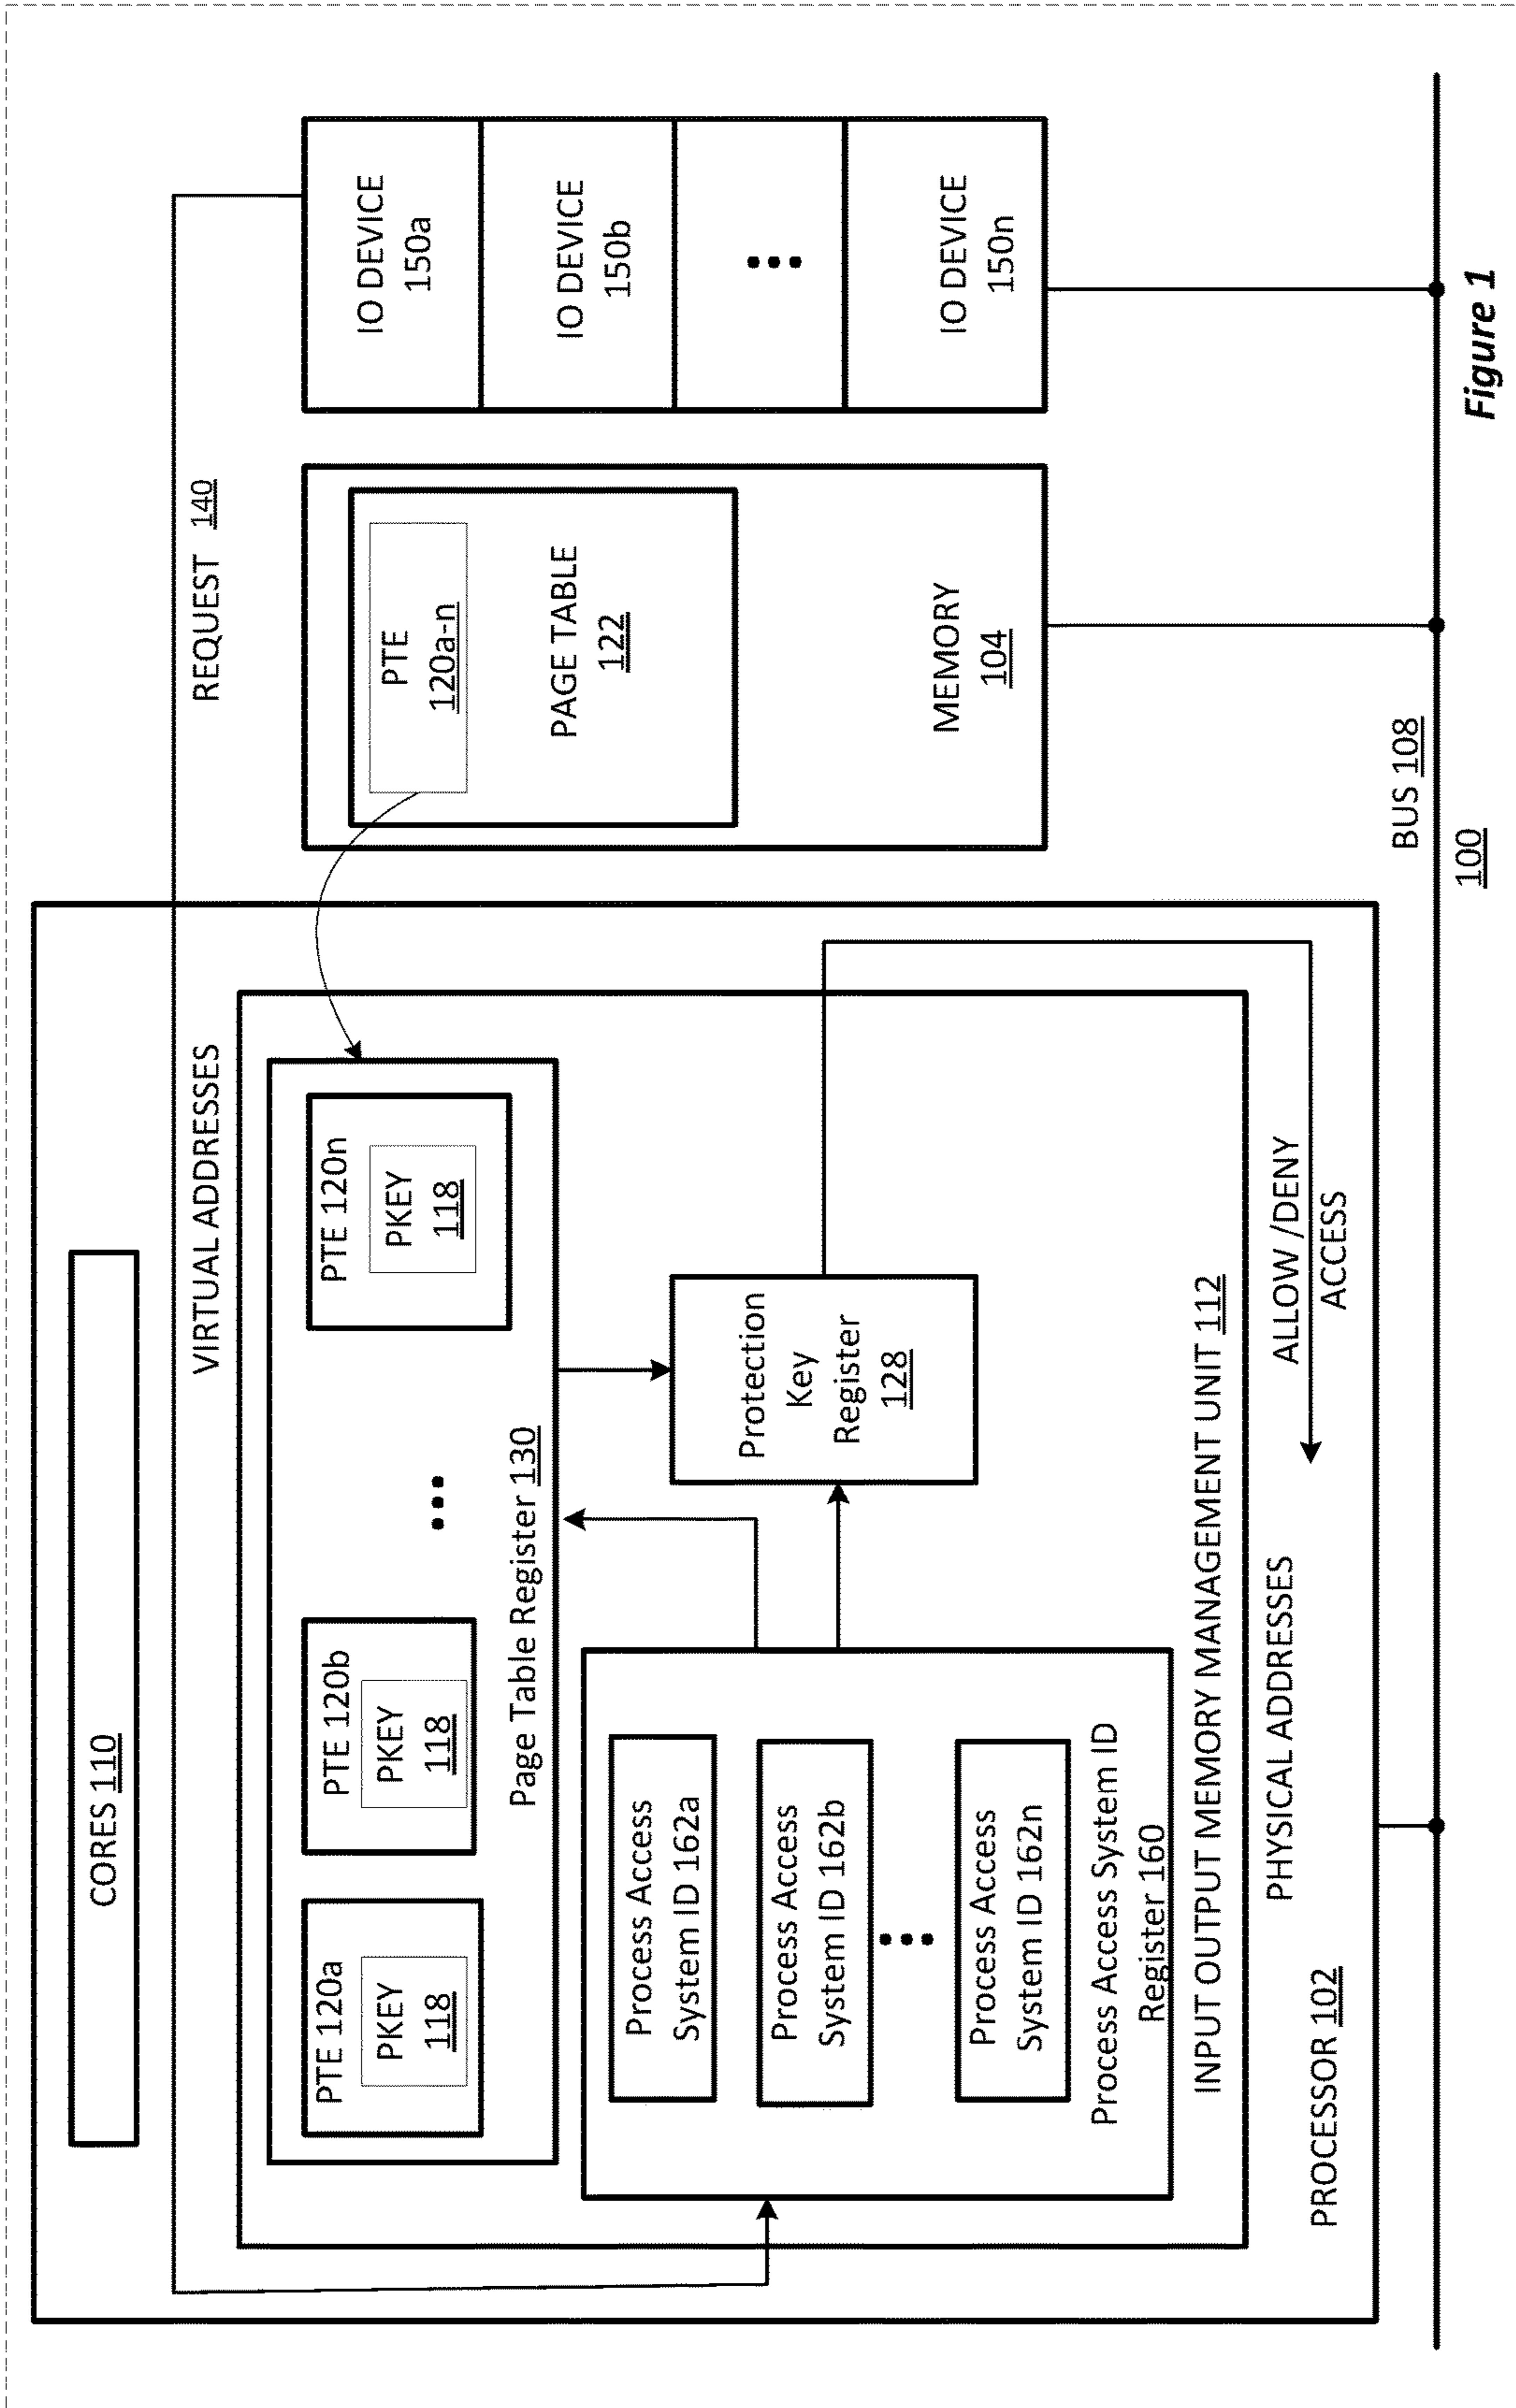 CORES 110
VIRTUAL ADDRESSES
REQUEST 140
PTE 120a
PKEY
118
PTE 120b
PKEY
118
PTE 120n
PKEY
118
Page Table Register 130
Process Access
System ID 162a
Process Access
System ID 162b
Process Access
System ID 162n
Process Access System ID
Register 160
Protection
Key
Register
128
INPUT OUTPUT MEMORY MANAGEMENT UNIT 112
PHYSICAL ADDRESSES
ALLOW /DENY
ACCESS
PROCESSOR 102
PTE
120a-n
PAGE TABLE
122
MEMORY
104
IO DEVICE
150a
IO DEVICE
150b
IO DEVICE
150n
BUS 108
100
Figure 1